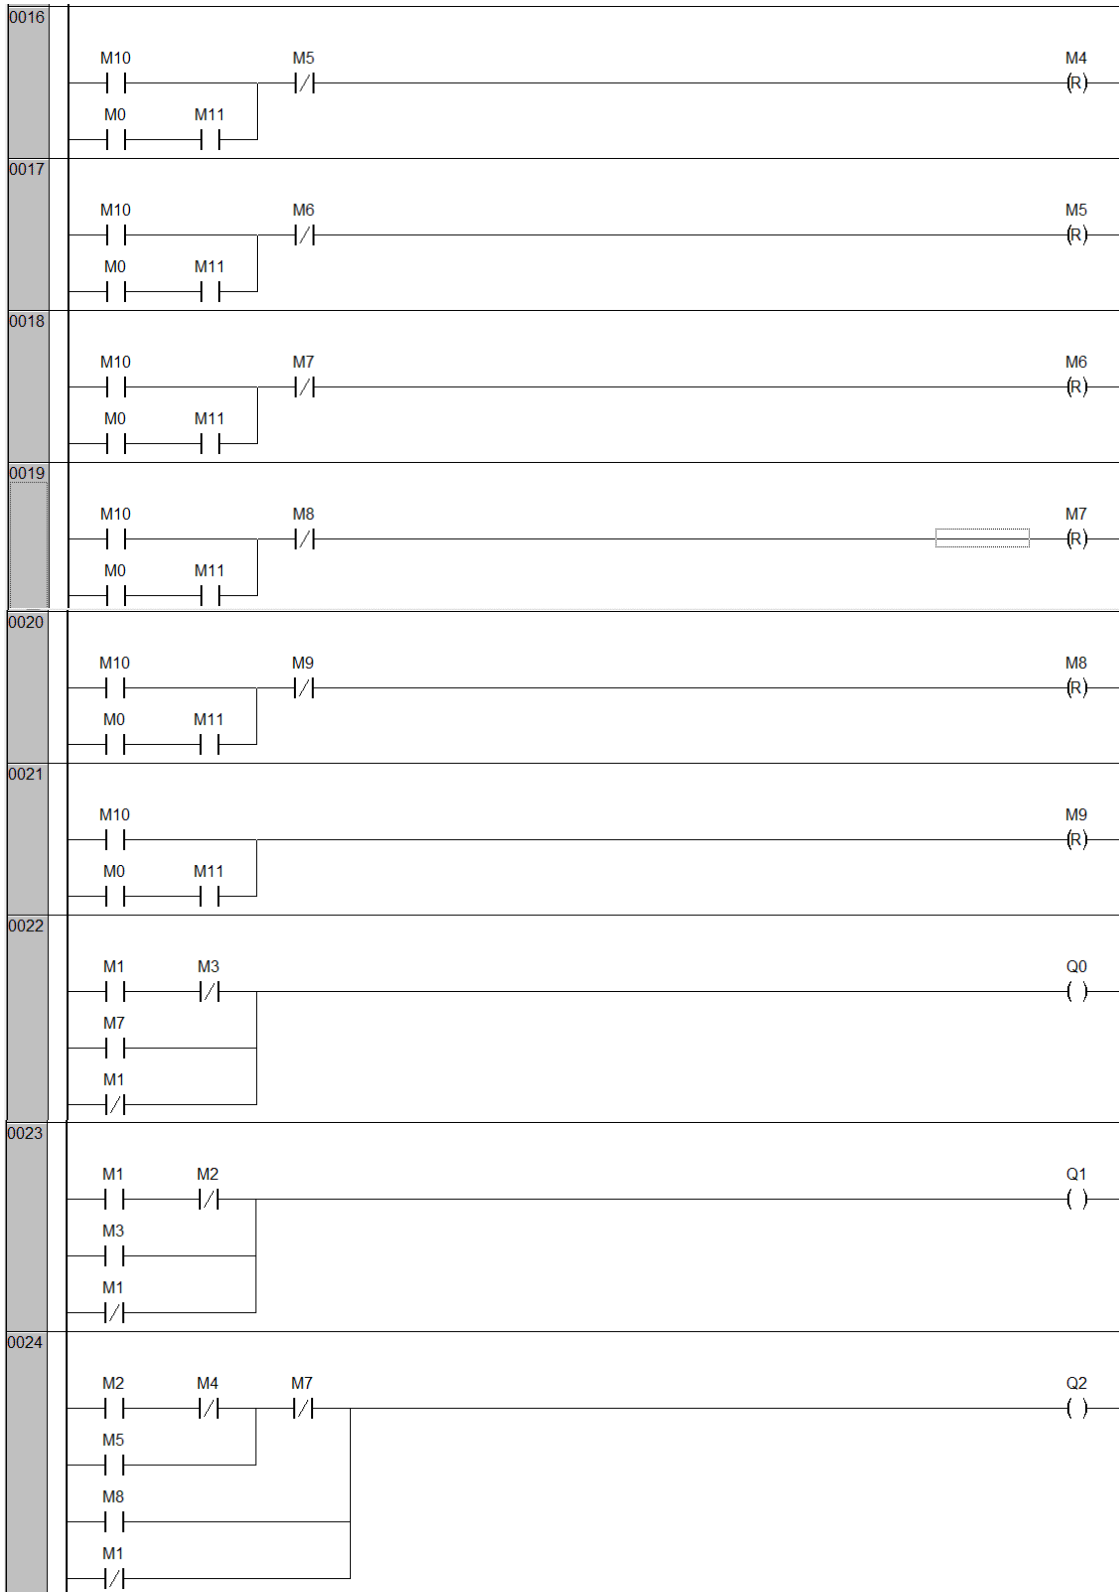 0016
M10 M5 M4
(R)
M0 M11
0017
M10 M6 M5
(R)
M0 M11
0018
M10 M7 M6
(R)
M0 M11
0019
M10 M8 M7
(R)
M0 M11
0020
M10 M9 M8
(R)
M0 M11
0021
M10 M9
(R)
M0 M11
0022
M1 M3 Q0
M7
M1
0023
M1 M2 Q1
M3
M1
0024
M2 M4 M7 Q2
M5
M8
M1